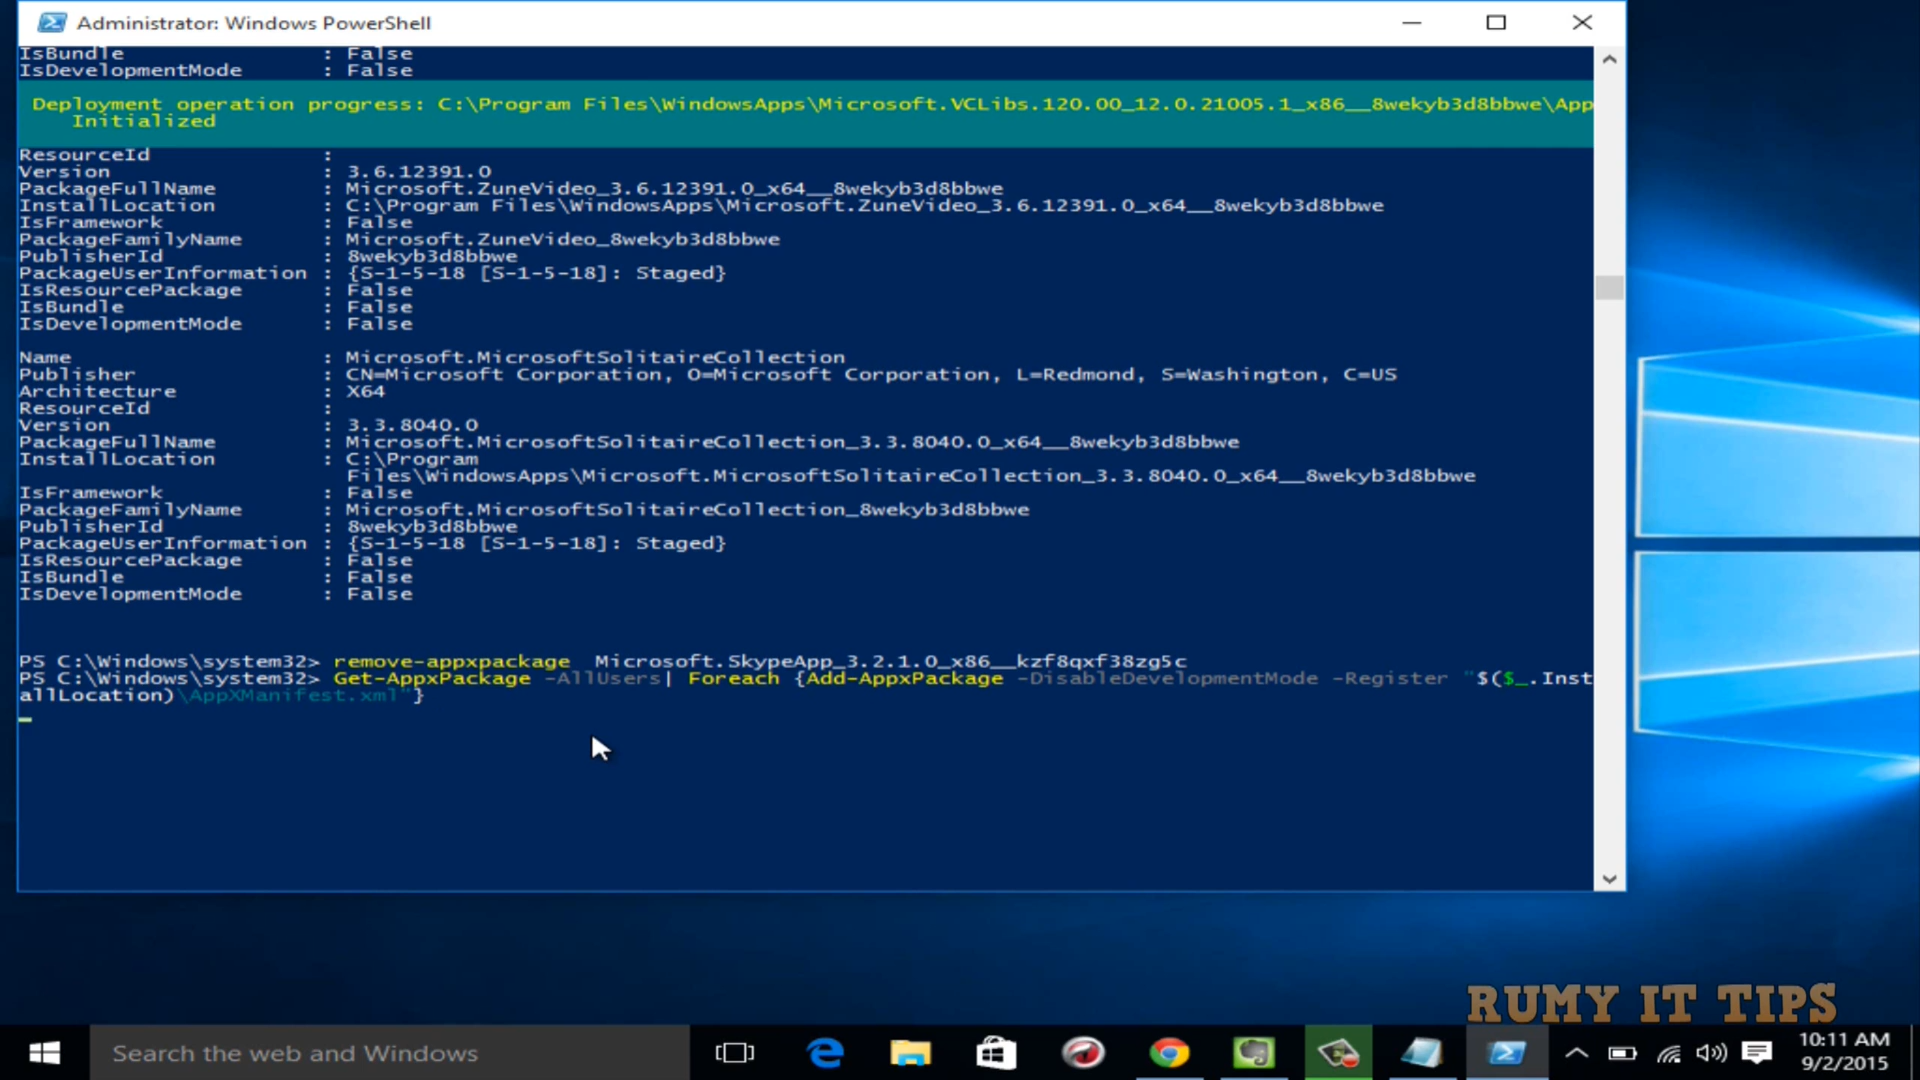 Administrator: Windows PowerShell
IsBundle : False
IsDevelopmentMode : False
Deployment operation progress: C:\Program Files\WindowsApps\Microsoft.VCLibs.120.00_12.0.21005.1_x86__8wekyb3d8bbwe\App
Initialized
ResourceId :
Version : 3.6.12391.0
PackageFullName : Microsoft.ZuneVideo_3.6.12391.0_x64__8wekyb3d8bbwe
InstallLocation : C:\Program Files\WindowsApps\Microsoft.ZuneVideo_3.6.12391.0_x64__8wekyb3d8bbwe
IsFramework : False
PackageFamilyName : Microsoft.ZuneVideo_8wekyb3d8bbwe
PublisherId : 8wekyb3d8bbwe
PackageUserInformation : {S-1-5-18 [S-1-5-18]: Staged}
IsResourcePackage : False
IsBundle : False
IsDevelopmentMode : False
Name : Microsoft.MicrosoftSolitaireCollection
Publisher : CN=Microsoft Corporation, O=Microsoft Corporation, L=Redmond, S=Washington, C=US
Architecture : X64
ResourceId :
Version : 3.3.8040.0
PackageFullName : Microsoft.MicrosoftSolitaireCollection_3.3.8040.0_x64__8wekyb3d8bbwe
InstallLocation : C:\Program
Files\WindowsApps\Microsoft.MicrosoftSolitaireCollection_3.3.8040.0_x64__8wekyb3d8bbwe
IsFramework : False
PackageFamilyName : Microsoft.MicrosoftSolitaireCollection_8wekyb3d8bbwe
PublisherId : 8wekyb3d8bbwe
PackageUserInformation : {S-1-5-18 [S-1-5-18]: Staged}
IsResourcePackage : False
IsBundle : False
IsDevelopmentMode : False
PS C:\Windows\system32> remove-appxpackage  Microsoft.SkypeApp_3.2.1.0_x86__kzf8qxf38zg5c
PS C:\Windows\system32> Get-AppxPackage -AllUsers| Foreach {Add-AppxPackage -DisableDevelopmentMode -Register "$($_.Inst
allLocation)\AppXManifest.xml"}
RUMY IT TIPS
Search the web and Windows
10:11 AM
9/2/2015